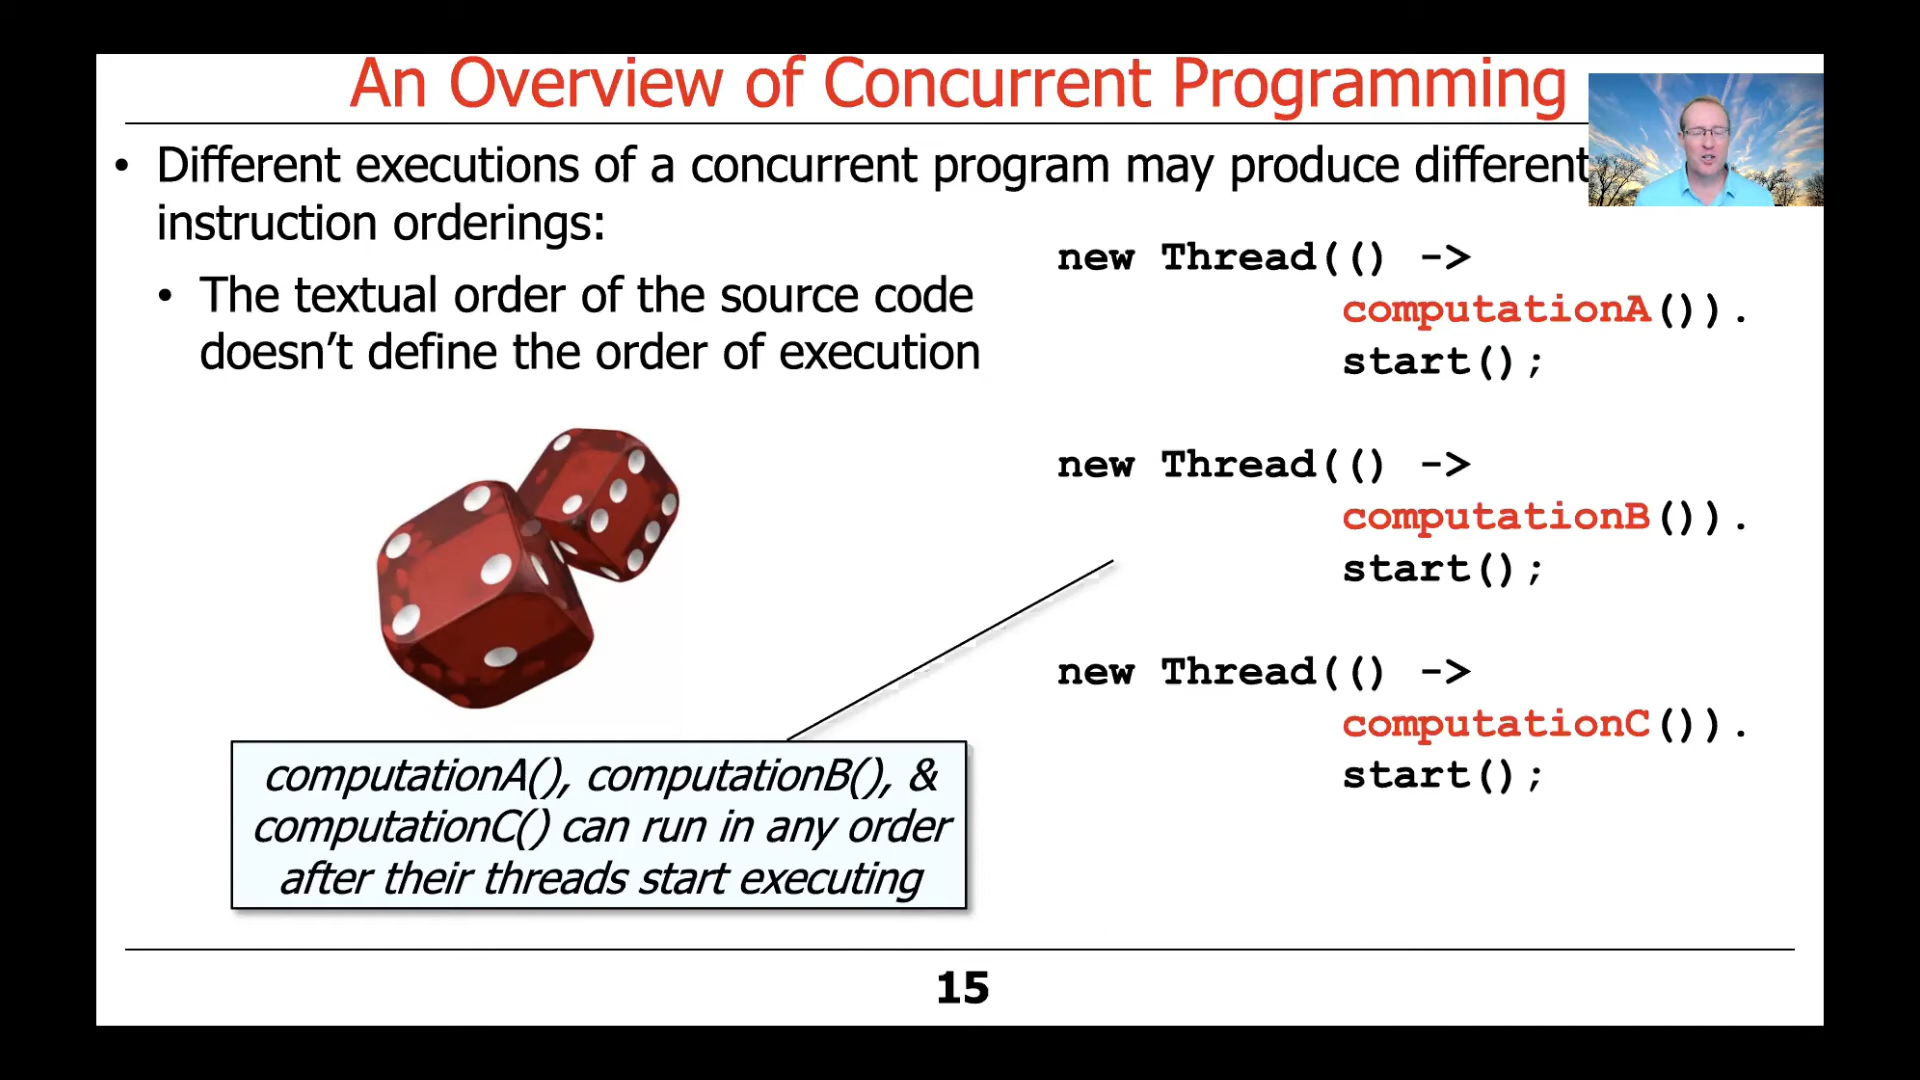 An Overview of Concurrent Programming
• Different executions of a concurrent program may produce different
instruction orderings:
• The textual order of the source code
doesn't define the order of execution
new Thread(() ->
computationA()).
start();
new Thread(() ->
computationB()).
start();
new Thread(() ->
computationC()).
start();
computationA(), computationB(), &
computationC() can run in any order
after their threads start executing
15